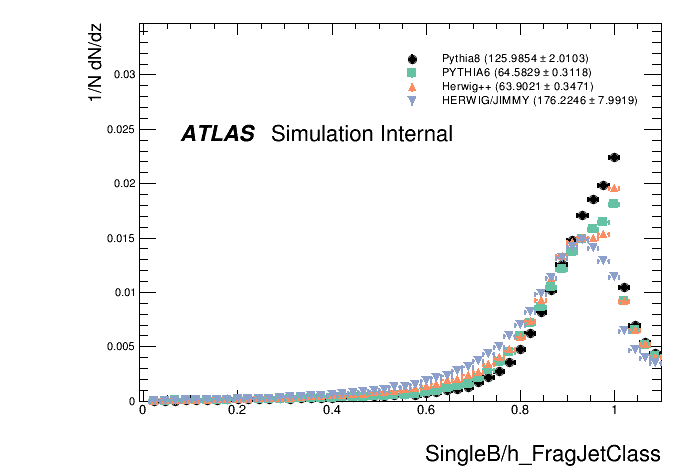 1/N dN/dz
Pythia8 (125.9854 ± 2.0103)
PYTHIA6 (64.5829 ± 0.3118)
Herwig++ (63.9021 ± 0.3471)
HERWIG/JIMMY (176.2246 ± 7.9919)
ATLAS Simulation Internal
0.03
0.025
0.02
0.015
0.01
0.005
0
0 0.2 0.4 0.6 0.8 1
SingleB/h_FragJetClass